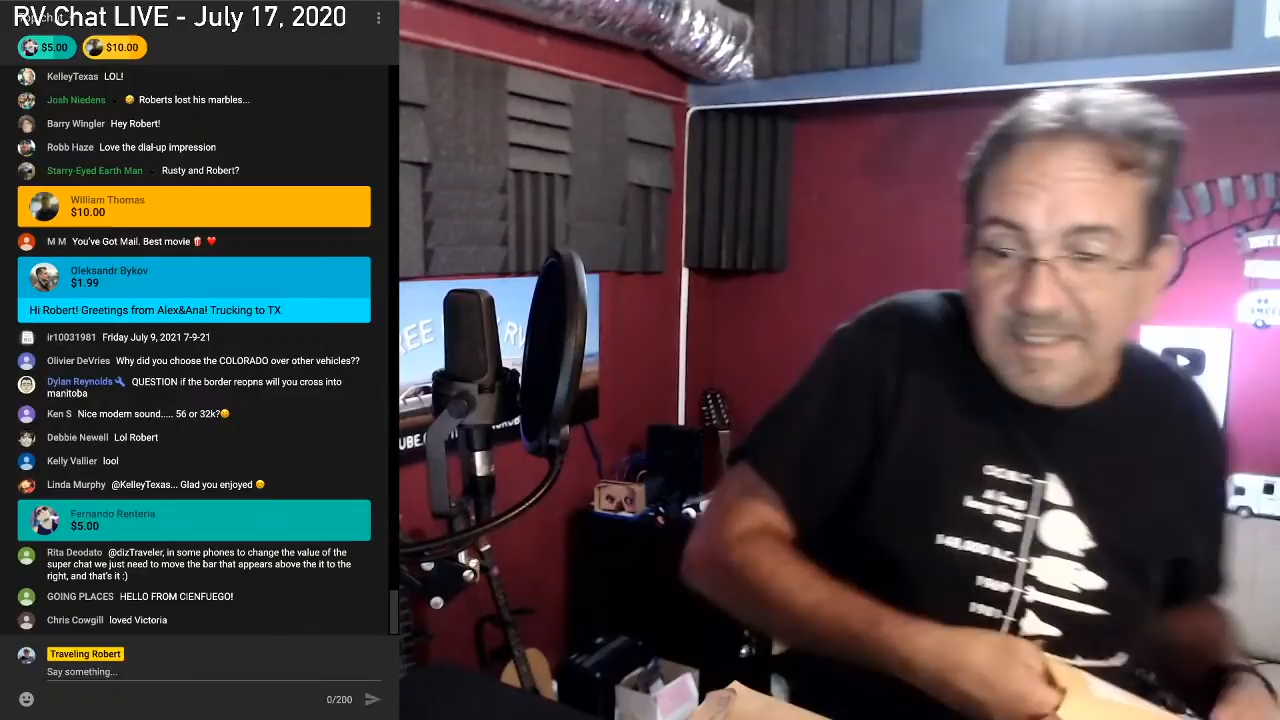 RV Chat LIVE - July 17, 2020
$5.00 $10.00
KelleyTexas LOL!
Josh Niedens 🤣 Roberts lost his marbles...
Barry Wingler Hey Robert!
Robb Haze Love the dial-up impression
Starry-Eyed Earth Man Rusty and Robert?
William Thomas
$10.00
M M You've Got Mail. Best movie 🍿 ❤️
Oleksandr Bykov
$1.99
Hi Robert! Greetings from Alex&Ana! Trucking to TX
ir10031981 Friday July 9, 2021 7-9-21
Olivier DeVries Why did you choose the COLORADO over other vehicles??
Dylan Reynolds QUESTION if the border reopns will you cross into
manitoba
Ken S Nice modem sound..... 56 or 32k?😀
Debbie Newell Lol Robert
Kelly Vallier lool
Linda Murphy @KelleyTexas... Glad you enjoyed 😊
Fernando Renteria
$5.00
Rita Deodato @dizTraveler, in some phones to change the value of the
super chat we just need to move the bar that appears above the it to the
right, and that's it :)
GOING PLACES HELLO FROM CIENFUEGO!
Chris Cowgill loved Victoria
Traveling Robert
Say something...
0/200